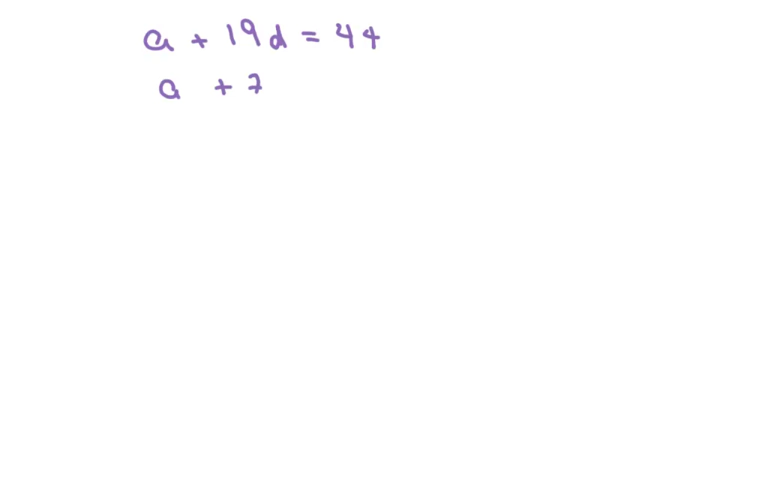 a + 19d = 44
a + 7